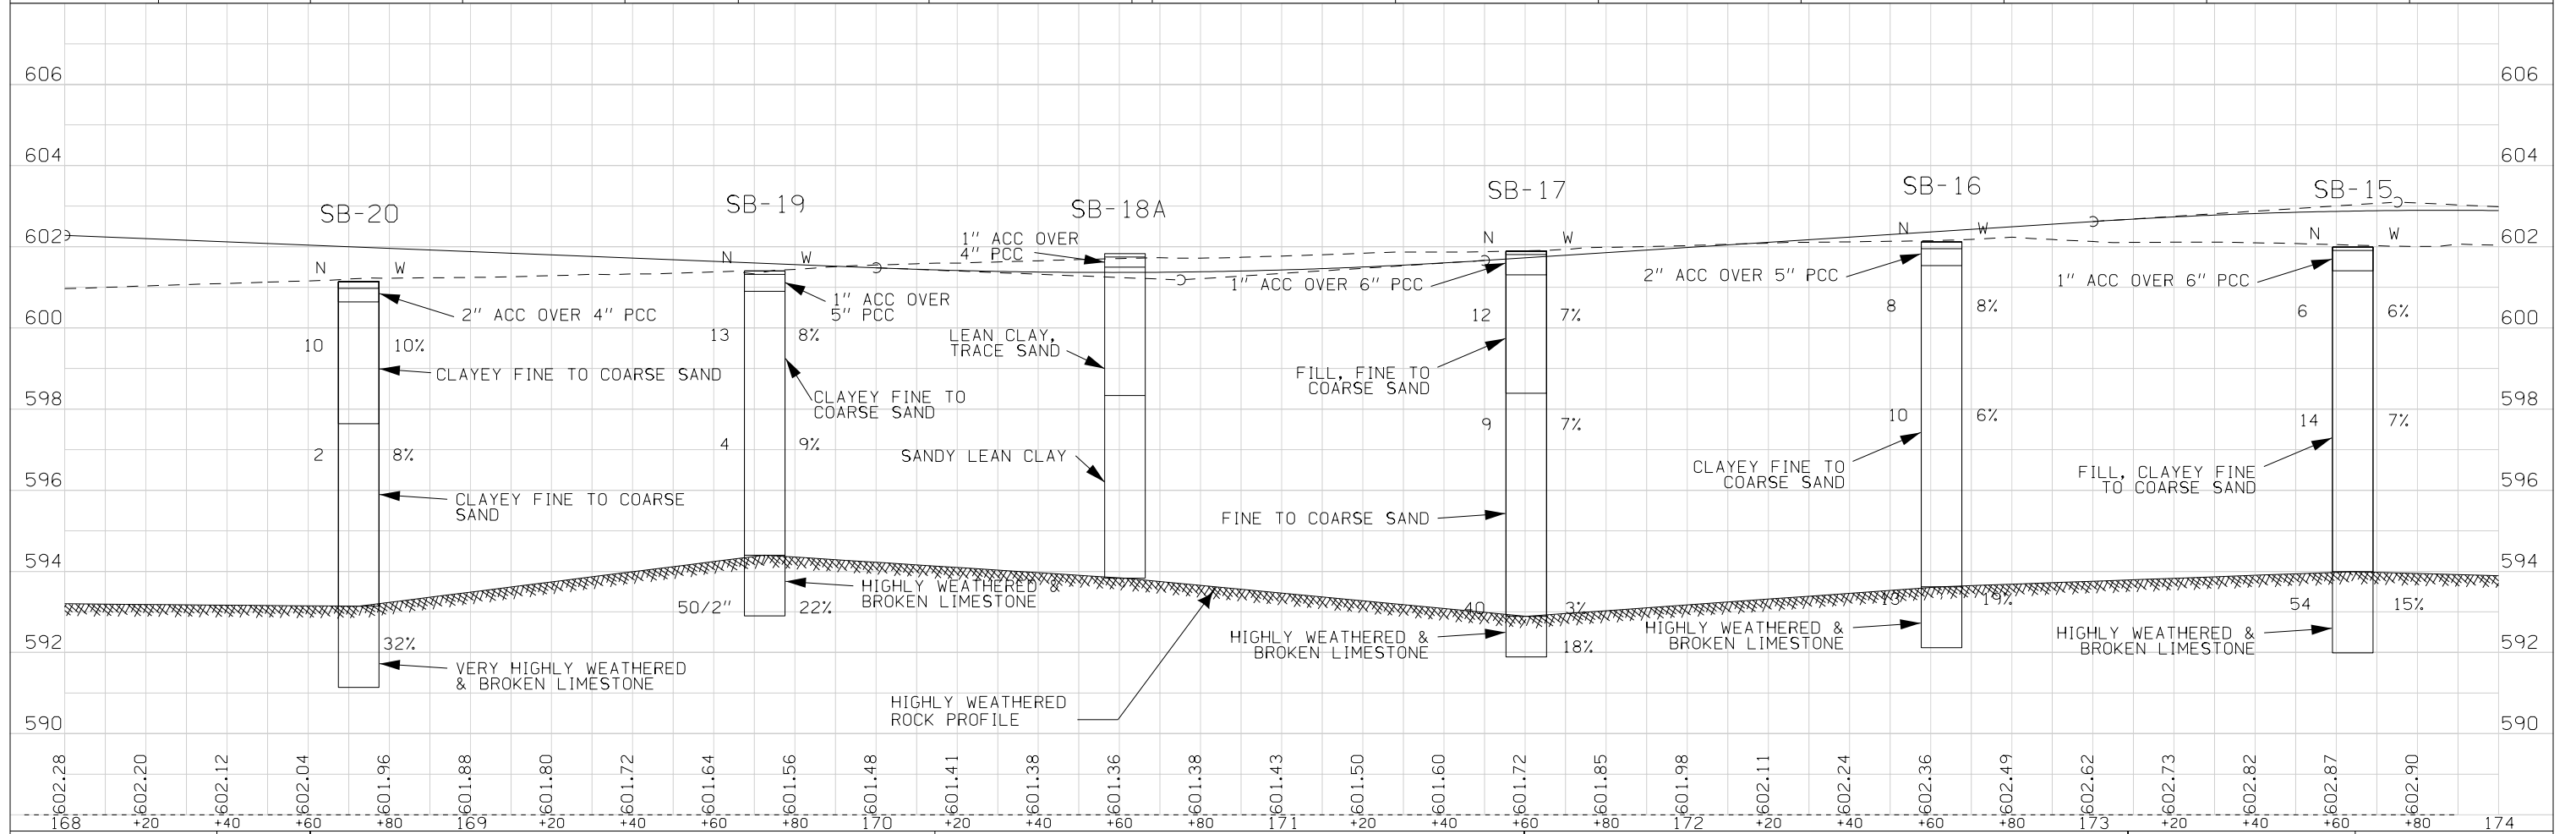 606
606
604
604
SB-20
SB-19
SB-18A
SB-17
SB-16
SB-15
602
602
N
W
N
W
N
W
N
W
N
W
1" ACC OVER
4" PCC
2" ACC OVER 4" PCC
1" ACC OVER
5" PCC
1" ACC OVER 6" PCC
2" ACC OVER 5" PCC
1" ACC OVER 6" PCC
600
600
10
10%
13
8%
12
7%
8
8%
6
6%
LEAN CLAY,
TRACE SAND
CLAYEY FINE TO COARSE SAND
CLAYEY FINE TO
COARSE SAND
FILL, FINE TO
COARSE SAND
598
598
2
8%
4
9%
9
7%
10
6%
14
7%
SANDY LEAN CLAY
CLAYEY FINE TO
COARSE SAND
FILL, CLAYEY FINE
TO COARSE SAND
596
596
CLAYEY FINE TO COARSE
SAND
FINE TO COARSE SAND
594
594
HIGHLY WEATHERED &
BROKEN LIMESTONE
50/2"
22%
40
3%
19%
54
15%
32%
18%
HIGHLY WEATHERED &
BROKEN LIMESTONE
HIGHLY WEATHERED &
BROKEN LIMESTONE
HIGHLY WEATHERED &
BROKEN LIMESTONE
592
592
VERY HIGHLY WEATHERED
& BROKEN LIMESTONE
HIGHLY WEATHERED
ROCK PROFILE
590
590
602.28
602.20
602.12
602.04
601.96
601.88
601.80
601.72
601.64
601.56
601.48
601.41
601.38
601.36
601.38
601.43
601.50
601.60
601.72
601.85
601.98
602.11
602.24
602.36
602.49
602.62
602.73
602.82
602.87
602.90
168 +20 +40 +60 +80 169 +20 +40 +60 +80 170 +20 +40 +60 +80 171 +20 +40 +60 +80 172 +20 +40 +60 +80 173 +20 +40 +60 +80 174